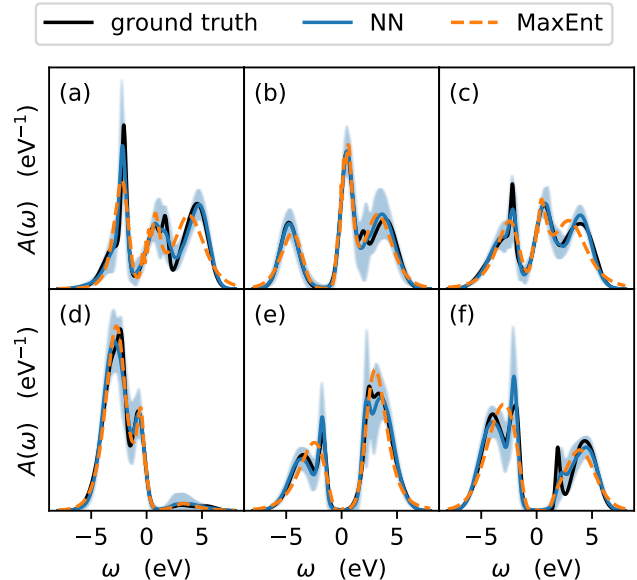 ground truth NN MaxEnt
(a) (b) (c)
A(ω) (eV⁻¹)
(d) (e) (f)
A(ω) (eV⁻¹)
−5 0 5 −5 0 5 −5 0 5
ω (eV) ω (eV) ω (eV)